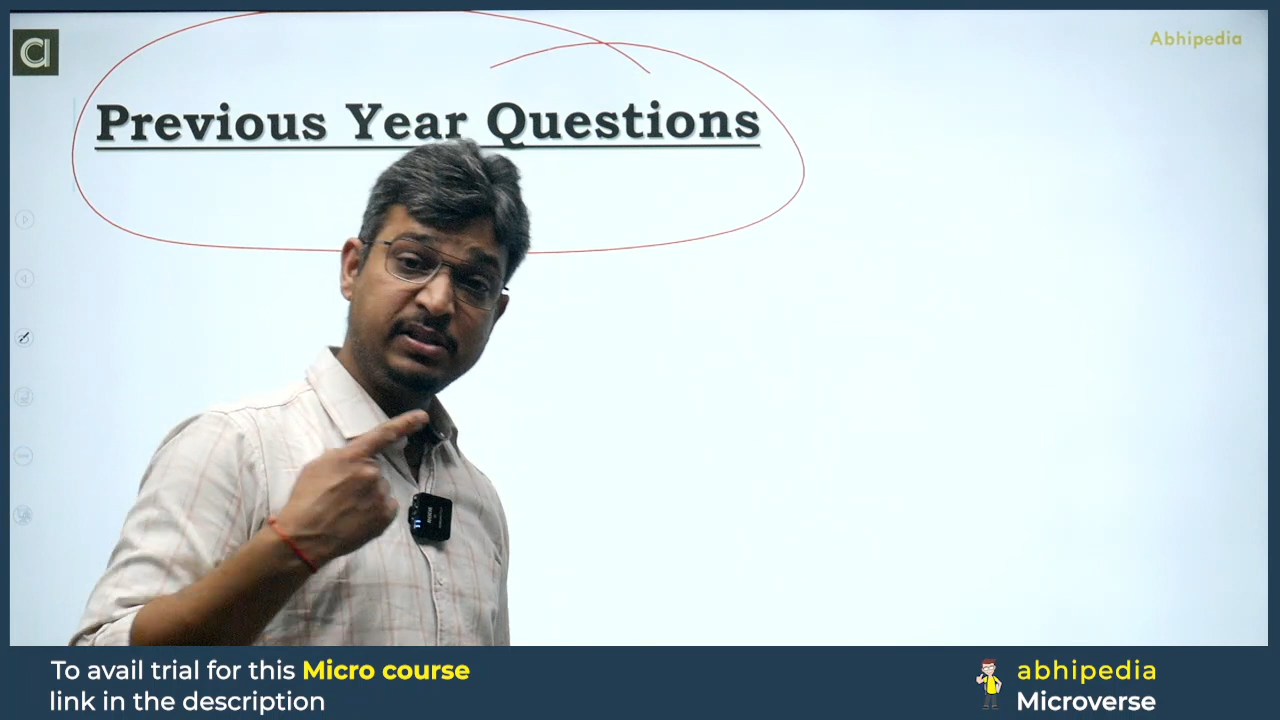 Abhipedia
Previous Year Questions
To avail trial for this Micro course
link in the description
abhipedia
Microverse